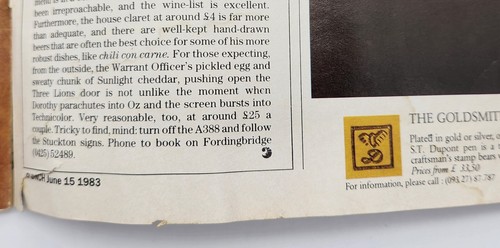 been irreproachable, and the wine-list is excellent.
Furthermore, the house claret at around £4 is far more
than adequate, and there are well-kept hand-drawn
beers that are often the best choice for some of his more
robust dishes, like chili con carne. For those expecting,
from the outside, the Warrant Officer's pickled egg and
sweaty chunk of Sunlight cheddar, pushing open the
Three Lions door is not unlike the moment when
Dorothy parachutes into Oz and the screen bursts into
Technicolor. Very reasonable, too, at around £25 a
couple. Tricky to find, mind: turn off the A388 and follow
the Stuckton signs. Phone to book on Fordingbridge
(0425) 52489.
June 15 1983
THE GOLDSMIT
Plated in gold or silver,
S.T. Dupont pen is a
craftsman's stamp bears
Prices from £ 33,50
For information, please call : (093.27) 87.787